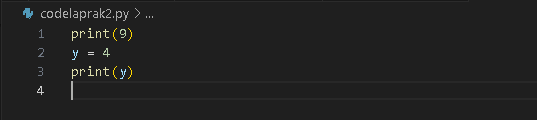 codelaprak2.py > ...
1 print(9)
2 y = 4
3 print(y)
4